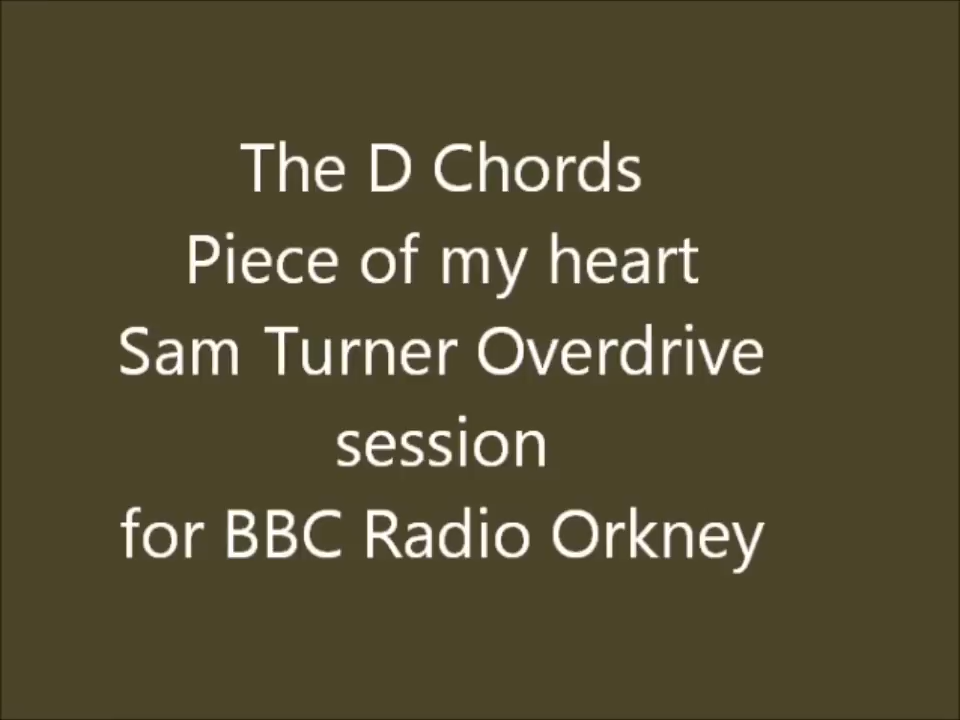 The D Chords
Piece of my heart
Sam Turner Overdrive
session
for BBC Radio Orkney